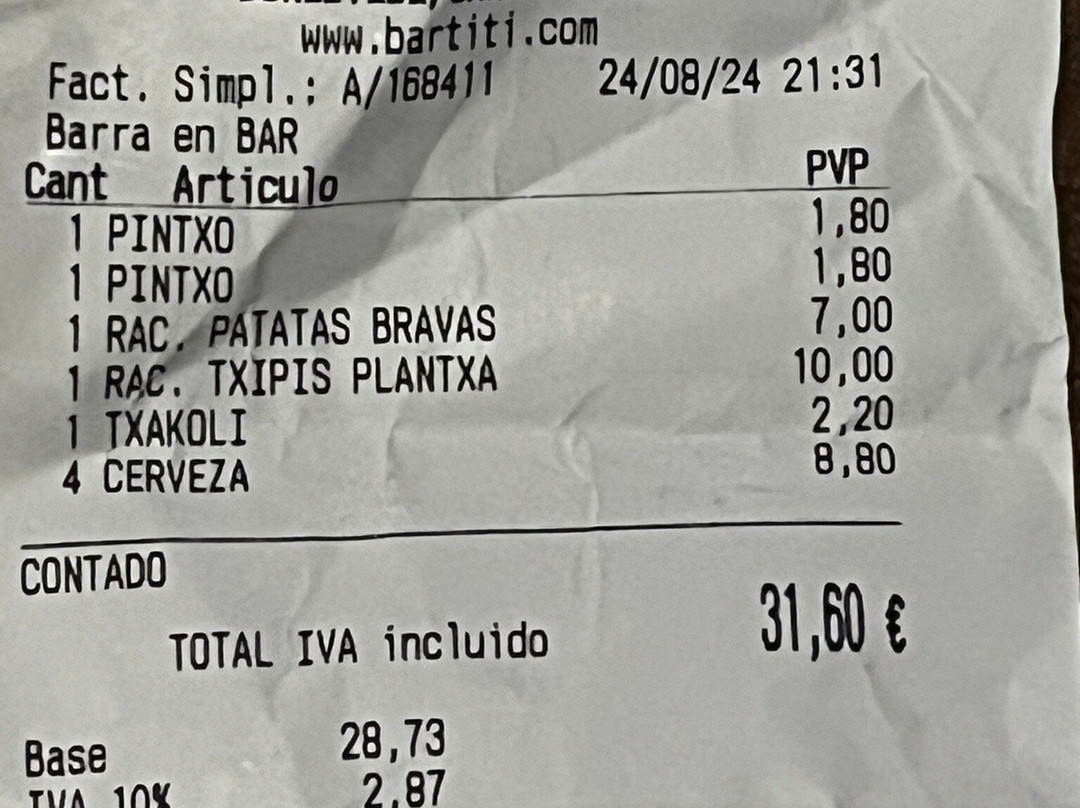 www.bartiti.com
Fact. Simpl.: A/168411 24/08/24 21:31
Barra en BAR
Cant Articulo PVP
1 PINTXO 1,80
1 PINTXO 1,80
1 RAC. PATATAS BRAVAS 7,00
1 RAC. TXIPIS PLANTXA 10,00
1 TXAKOLI 2,20
4 CERVEZA 8,80
CONTADO
TOTAL IVA incluido 31,60 €
Base 28,73
IVA 10% 2,87